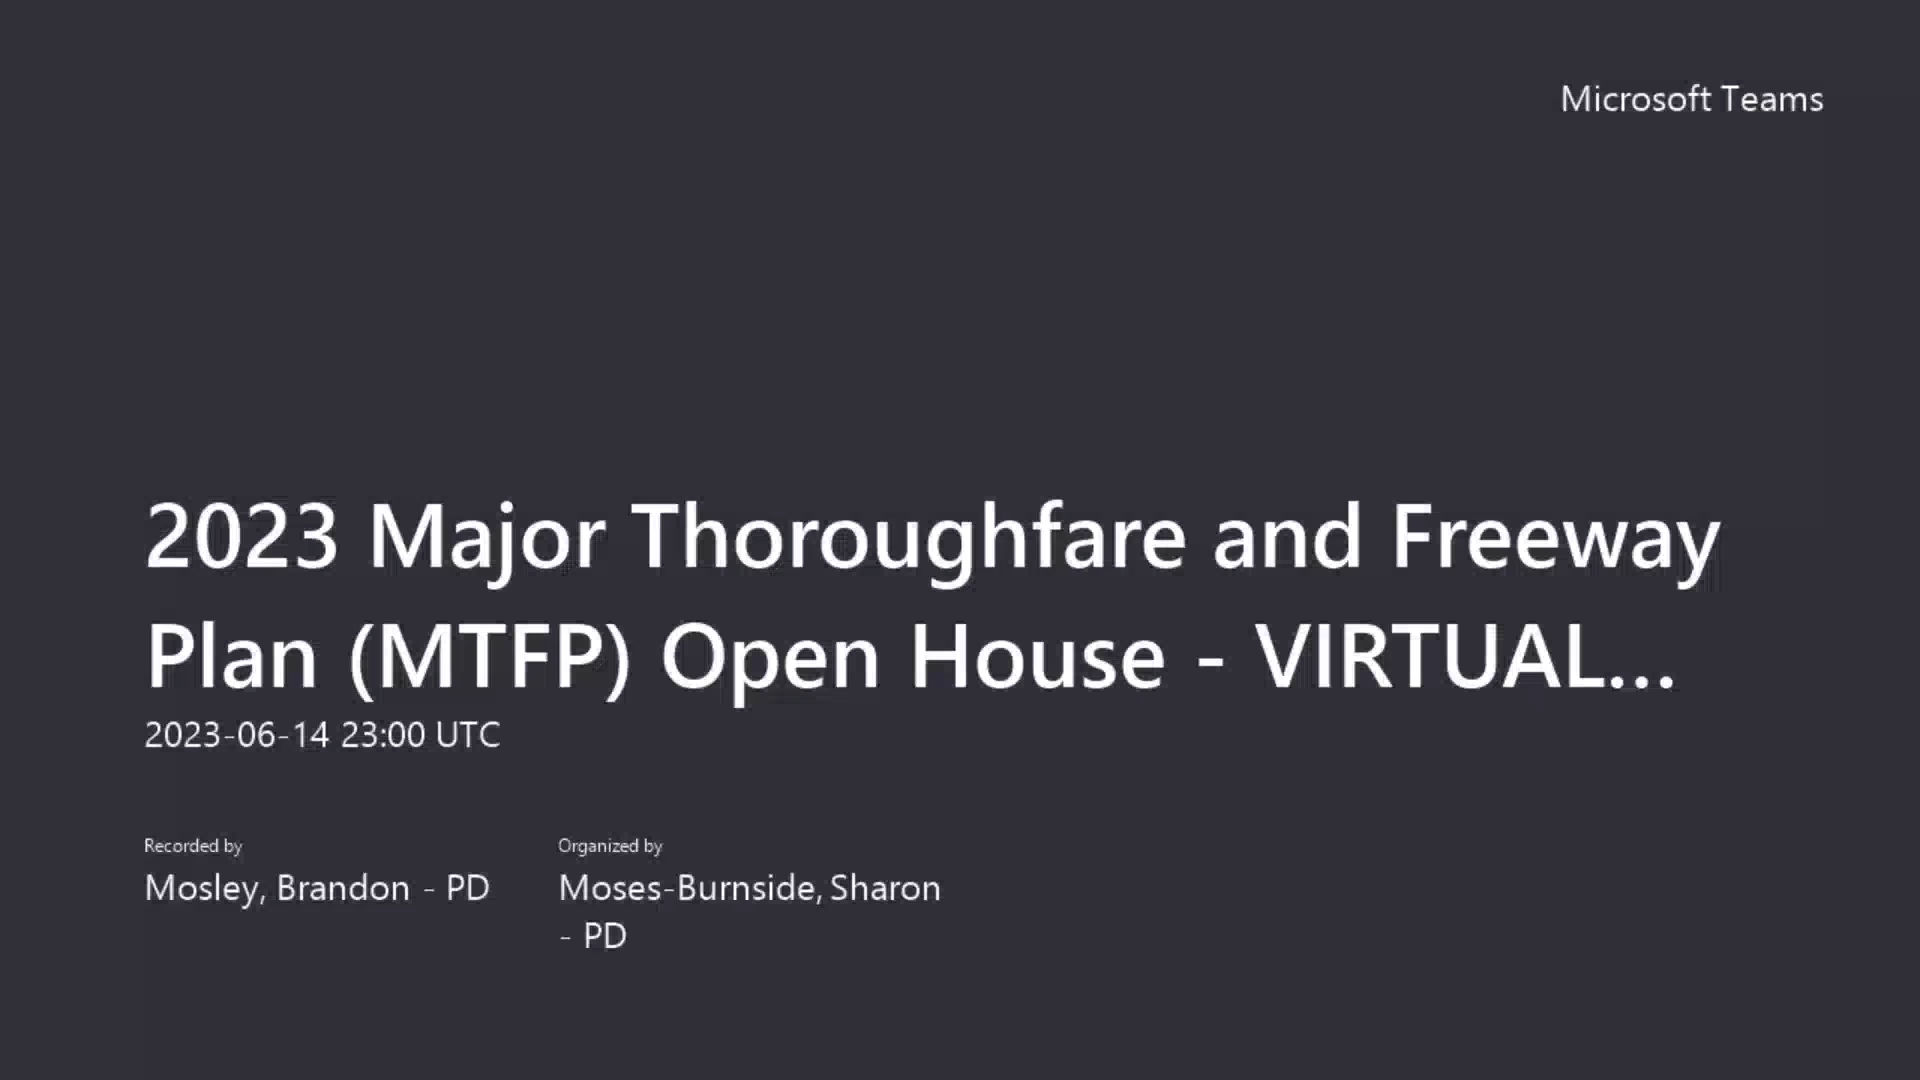 Microsoft Teams
2023 Major Thoroughfare and Freeway
Plan (MTFP) Open House - VIRTUAL...
2023-06-14 23:00 UTC
Recorded by
Mosley, Brandon - PD
Organized by
Moses-Burnside, Sharon
- PD